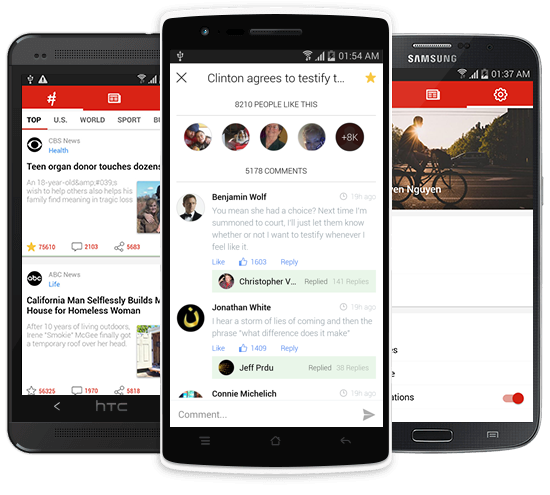 TOP U.S. WORLD SPORT
CBS News
Health
Teen organ donor touches dozens
An 18-year-old&amp;#039;s
wish to help others also helps his
family find meaning in tragic loss
75610 2103 5683
abc
ABC News
Life
California Man Selflessly Builds M
House for Homeless Woman
After 10 years of living outdoors,
Irene "Smokie" McGee finally got
a temporary roof over her head.
56325 1970 5818
hTC
01:54 AM
Clinton agrees to testify t...
8210 PEOPLE LIKE THIS
+8K
5178 COMMENTS
Benjamin Wolf 19h ago
You mean she had a choice? Next time I'm
summoned to court, I'll just let them know
whether or not I want to testify whenever I
feel like it.
Like 1603 Reply
Christopher V... Replied 141 Replies
Jonathan White 19h ago
I hear a storm of lies of coming and then the
phrase "what difference does it make"
Like 1409 Reply
Jeff Prdu Replied 38 Replies
Connie Michelich 19h ago
Comment...
SAMSUNG
01:37 AM
en Nguyen
es
e
ations